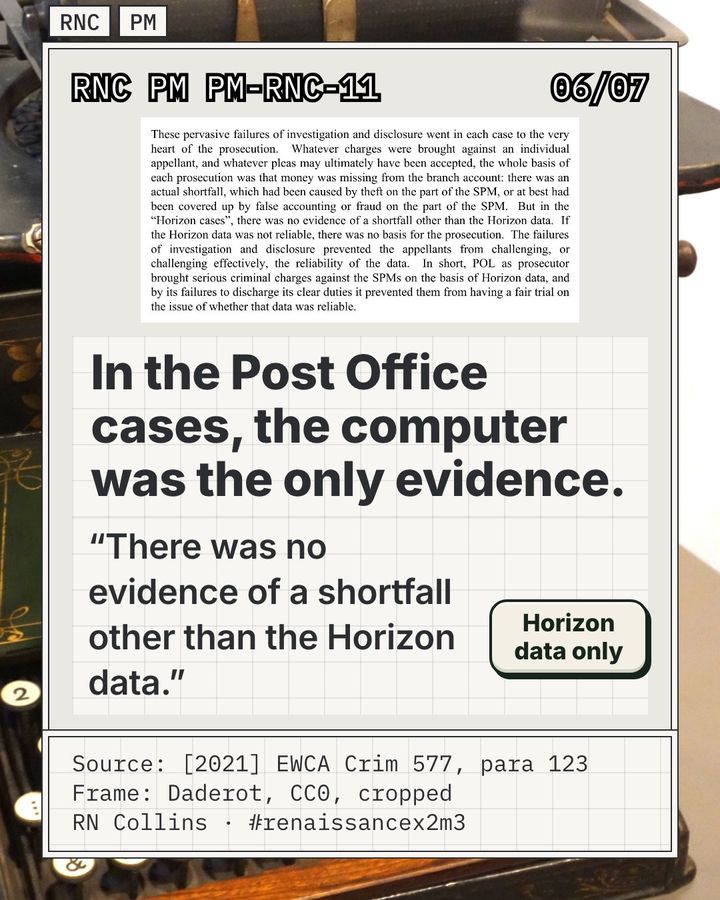 RNC PM
RNC PM PM-RNC-11 06/07
These pervasive failures of investigation and disclosure went in each case to the very
heart of the prosecution. Whatever charges were brought against an individual
appellant, and whatever pleas may ultimately have been accepted, the whole basis of
each prosecution was that money was missing from the branch account: there was an
actual shortfall, which had been caused by theft on the part of the SPM, or at best had
been covered up by false accounting or fraud on the part of the SPM. But in the
“Horizon cases”, there was no evidence of a shortfall other than the Horizon data. If
the Horizon data was not reliable, there was no basis for the prosecution. The failures
of investigation and disclosure prevented the appellants from challenging, or
challenging effectively, the reliability of the data. In short, POL as prosecutor
brought serious criminal charges against the SPMs on the basis of Horizon data, and
by its failures to discharge its clear duties it prevented them from having a fair trial on
the issue of whether that data was reliable.
In the Post Office
cases, the computer
was the only evidence.
“There was no
evidence of a shortfall
other than the Horizon
data.”
Horizon
data only
2
Source: [2021] EWCA Crim 577, para 123
Frame: Daderot, CC0, cropped
RN Collins · #renaissancex2m3
&